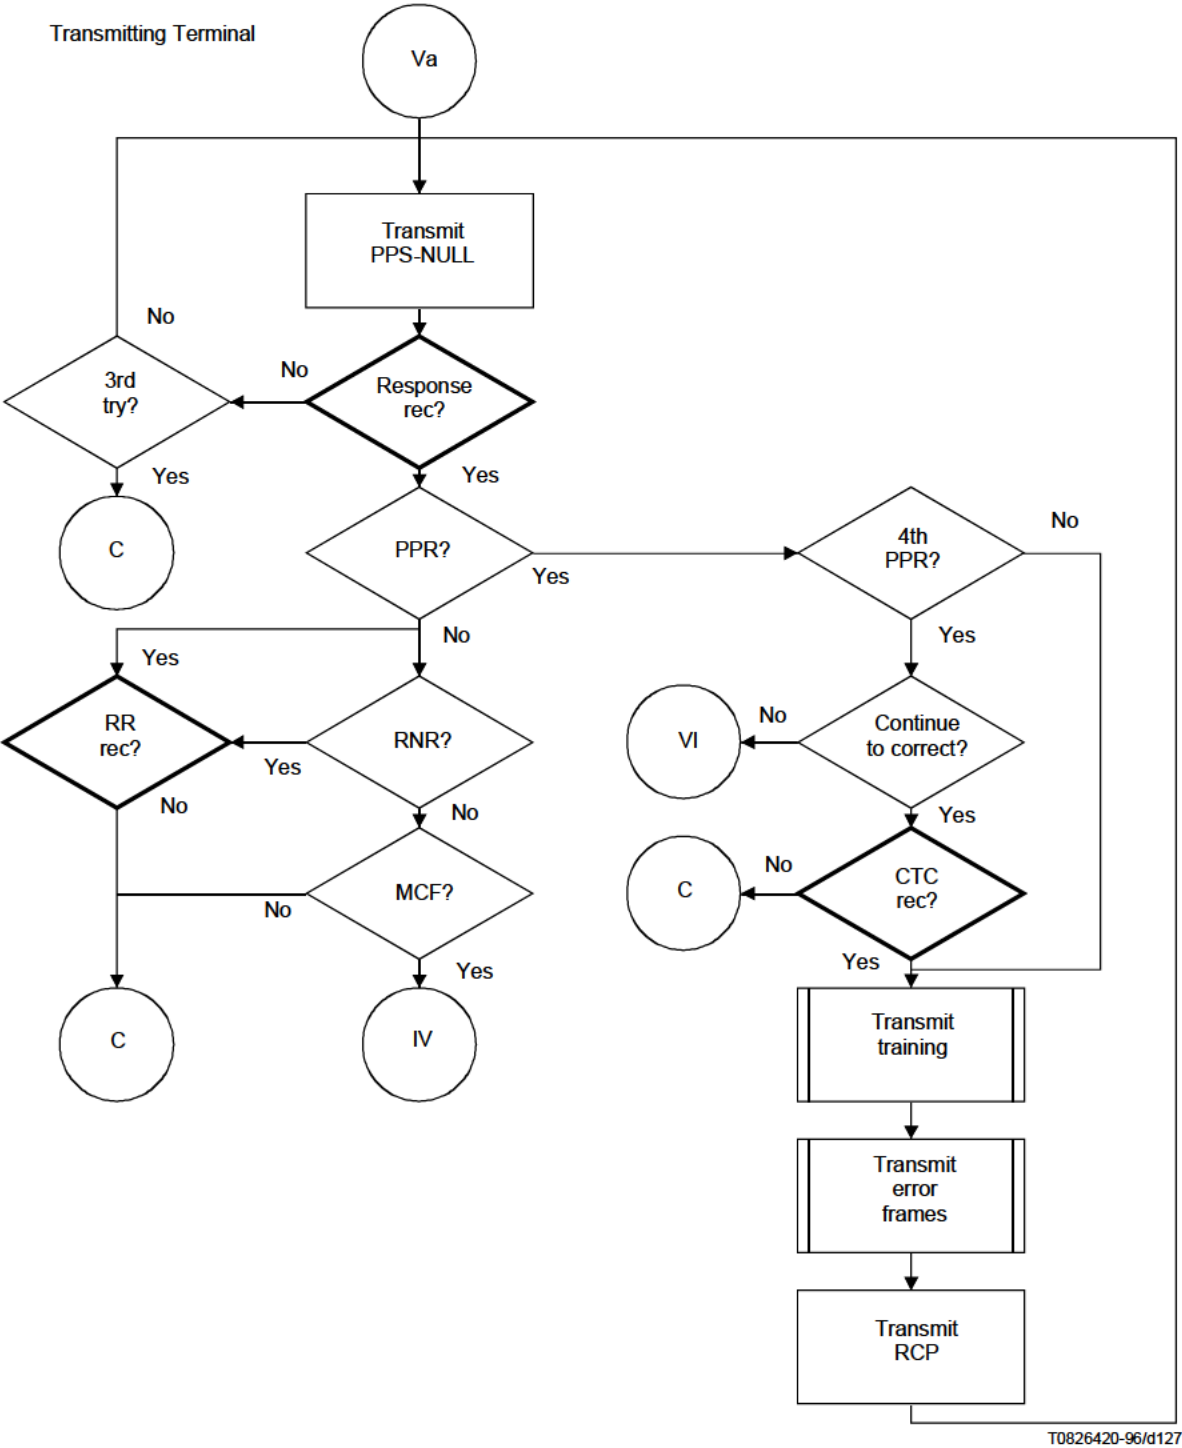 Transmitting Terminal
Va
Transmit
PPS-NULL
No
3rd
try?
No
Response
rec?
Yes
Yes
C
PPR?
Yes
4th
PPR?
No
No
Yes
Yes
RR
rec?
Yes
RNR?
VI
No
Continue
to correct?
No
No
Yes
MCF?
No
C
No
CTC
rec?
Yes
Yes
C
IV
Transmit
training
Transmit
error
frames
Transmit
RCP
T0826420-96/d127